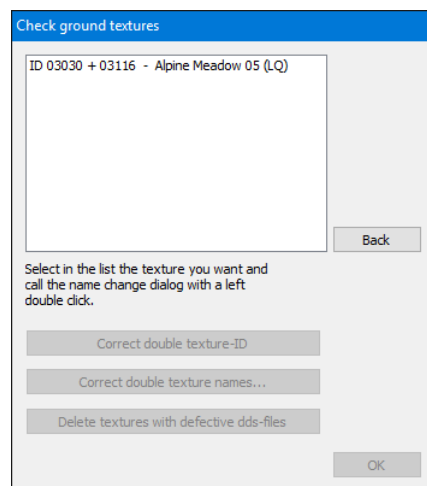 Check ground textures
ID 03030 + 03116 - Alpine Meadow 05 (LQ)
Back
Select in the list the texture you want and
call the name change dialog with a left
double click.
Correct double texture-ID
Correct double texture names...
Delete textures with defective dds-files
OK